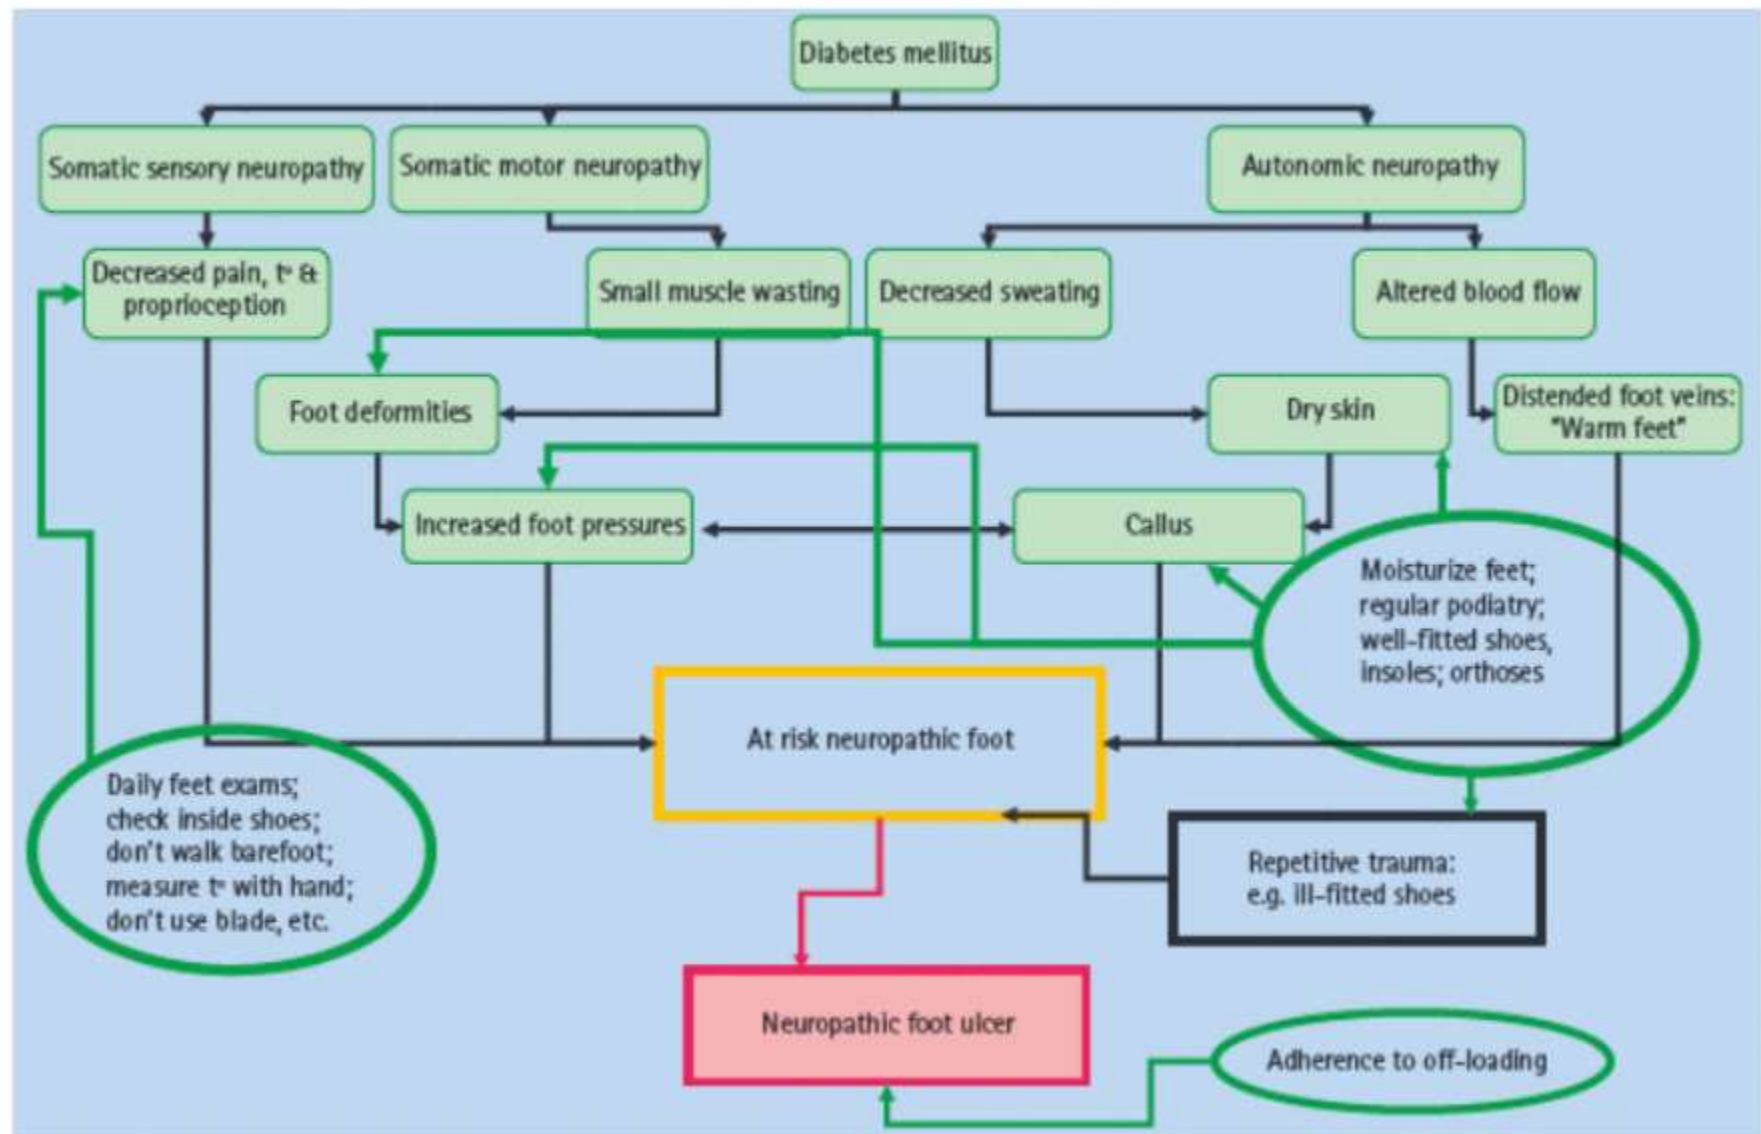 Diabetes mellitus
Somatic sensory neuropathy
Somatic motor neuropathy
Autonomic neuropathy
Decreased pain, tº &
proprioception
Small muscle wasting
Decreased sweating
Altered blood flow
Foot deformities
Dry skin
Distended foot veins:
"Warm feet"
Increased foot pressures
Callus
Moisturize feet;
regular podiatry;
well-fitted shoes,
insoles; orthoses
At risk neuropathic foot
Daily feet exams;
check inside shoes;
don't walk barefoot;
measure tº with hand;
don't use blade, etc.
Repetitive trauma:
e.g. ill-fitted shoes
Neuropathic foot ulcer
Adherence to off-loading